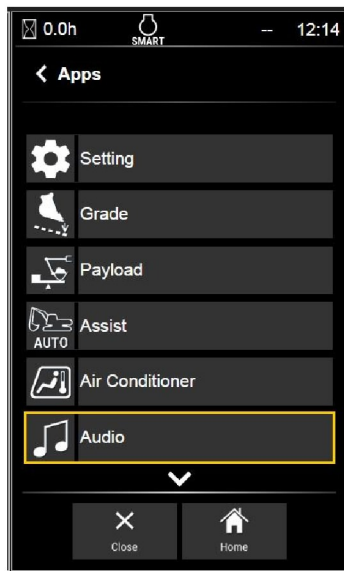 0.0h SMART -- 12:14
Apps
Setting
Grade
Payload
AUTO Assist
Air Conditioner
Audio
Close Home